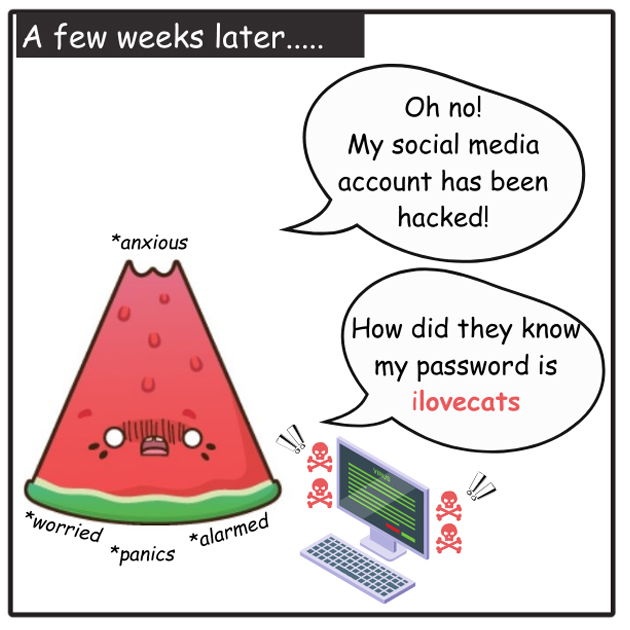 A few weeks later.....
Oh no!
My social media
account has been
hacked!
*anxious
How did they know
my password is
ilovecats
VIRUS
*worried
*panics
*alarmed